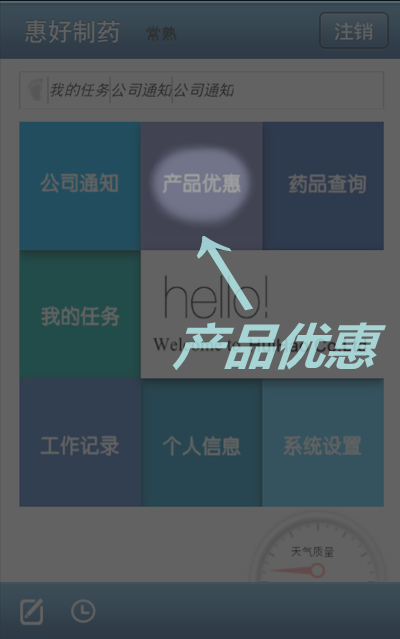 惠好制药 常熟 注销
我的任务 公司通知 公司通知
公司通知 产品优惠 药品查询
我的任务 hello!
Welcome to
产品优惠
工作记录 个人信息 系统设置
天气质量